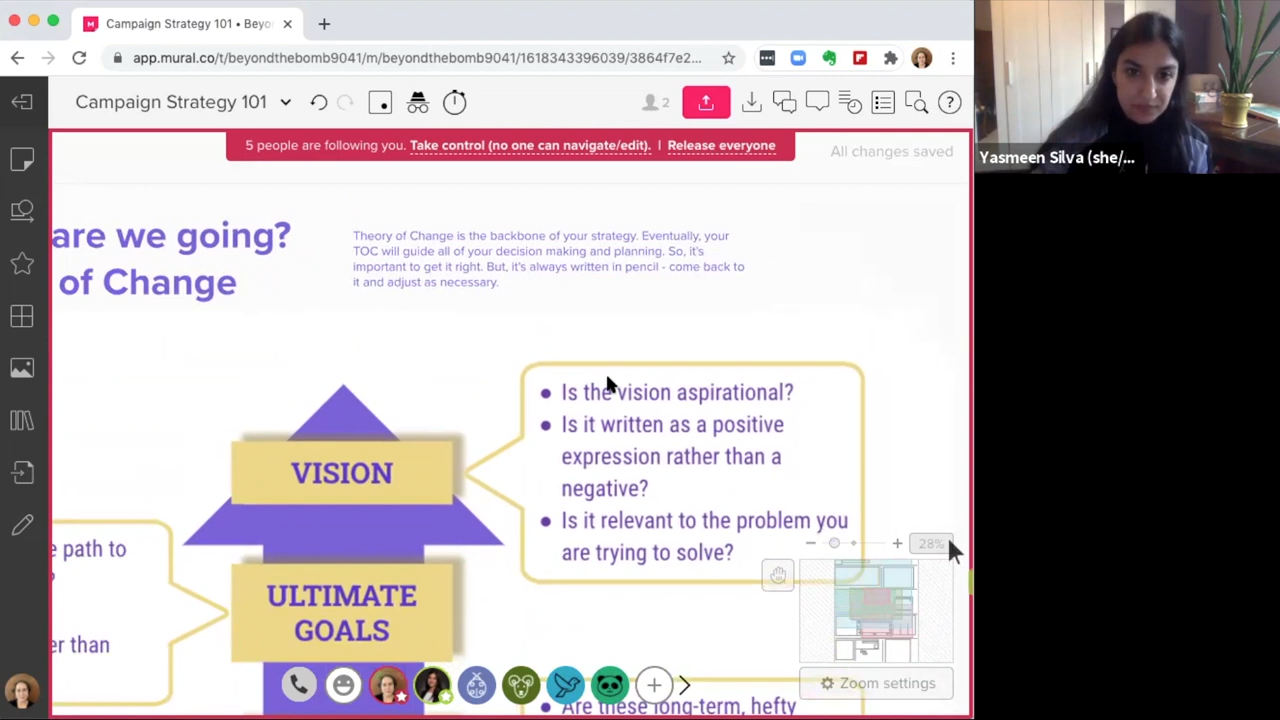 Campaign Strategy 101 • Beyo
app.mural.co/t/beyondthebomb9041/m/beyondthebomb9041/1618343396039/3864f7e2...
Campaign Strategy 101
2
5 people are following you. Take control (no one can navigate/edit). | Release everyone
All changes saved
Yasmeen Silva (she/...
are we going?
of Change
Theory of Change is the backbone of your strategy. Eventually, your
TOC will guide all of your decision making and planning. So, it's
important to get it right. But, it's always written in pencil - come back to
it and adjust as necessary.
• Is the vision aspirational?
• Is it written as a positive
expression rather than a
negative?
• Is it relevant to the problem you
are trying to solve?
VISION
e path to
ULTIMATE
GOALS
er than
28%
Zoom settings
• Are these long-term, hefty